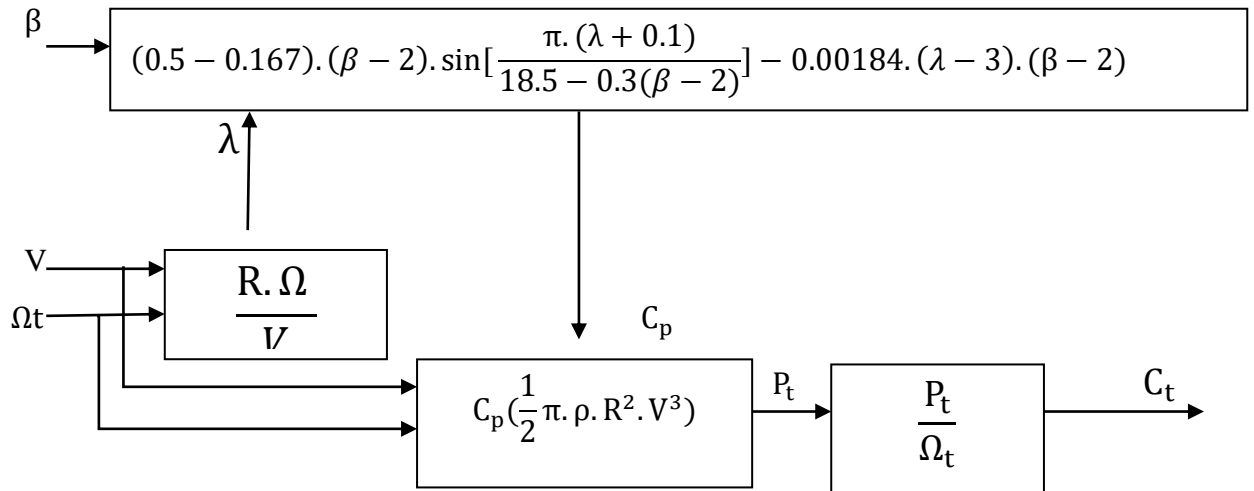 β
(0.5 − 0.167). (β − 2). sin[π. (λ + 0.1) / 18.5 − 0.3(β − 2)] − 0.00184. (λ − 3). (β − 2)
λ
V
Ωt
R. Ω / V
C_p
C_p(1/2 π. ρ. R². V³)
P_t
P_t / Ω_t
C_t